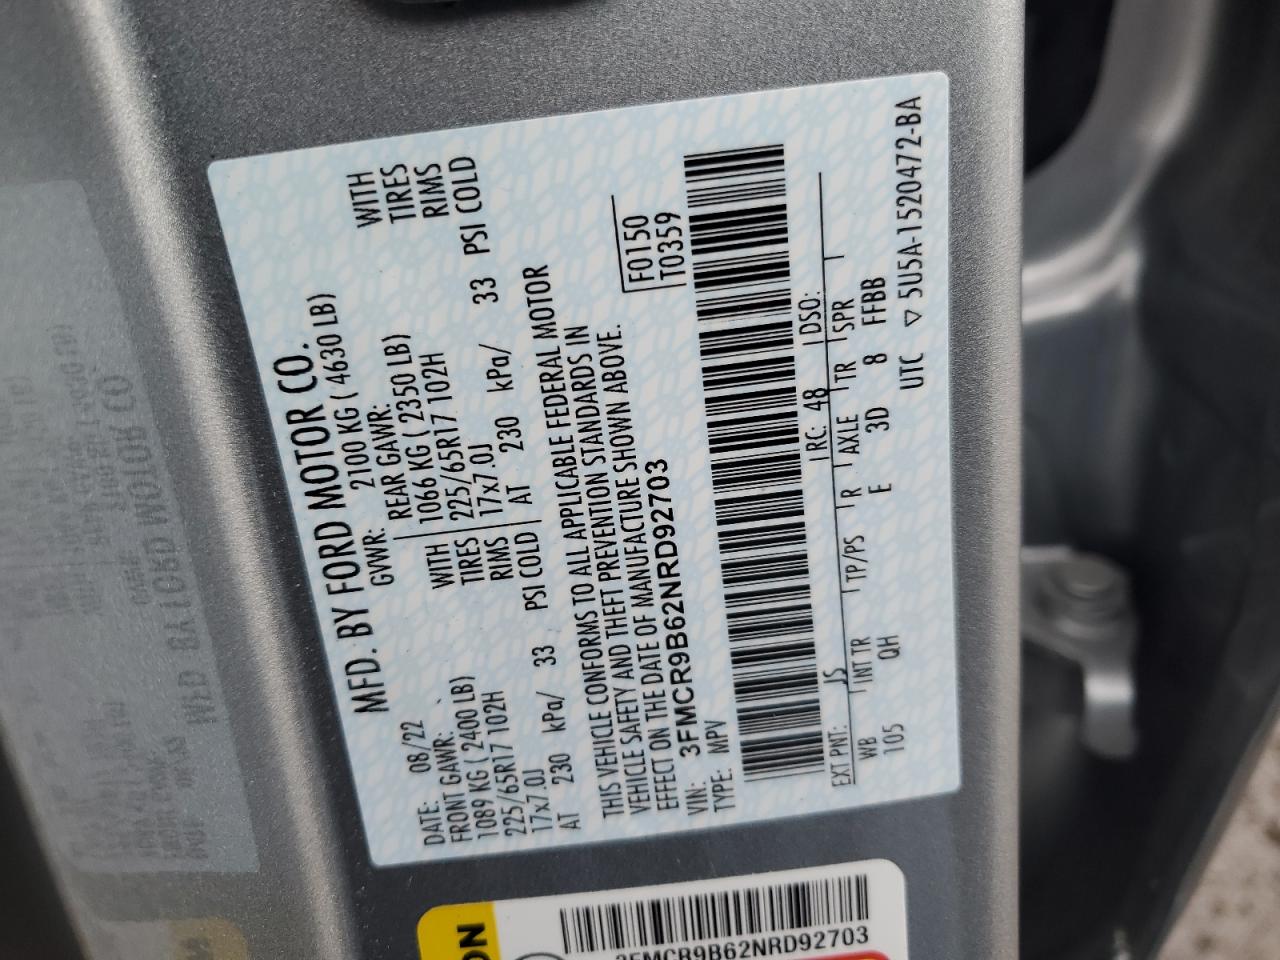 MFD. BY FORD MOTOR CO.
DATE: 08/22 GVWR: 2100 KG ( 4630 LB)
FRONT GAWR: REAR GAWR:
1089 KG ( 2400 LB) 1066 KG ( 2350 LB)
225/65R17 102H WITH TIRES 225/65R17 102H WITH TIRES
17x7.0J RIMS 17x7.0J RIMS
AT 230 kPa/ 33 PSI COLD AT 230 kPa/ 33 PSI COLD
THIS VEHICLE CONFORMS TO ALL APPLICABLE FEDERAL MOTOR
VEHICLE SAFETY AND THEFT PREVENTION STANDARDS IN
EFFECT ON THE DATE OF MANUFACTURE SHOWN ABOVE.
VIN: 3FMCR9B62NRD92703
TYPE: MPV
F0150
T0359
EXT PNT: JS RC: 48 DSO:
WB INT TR TP/PS R AXLE TR SPR
105 QH E 3D 8 FFBB
UTC ▽ 5U5A-1520472-BA
3FMCR9B62NRD92703